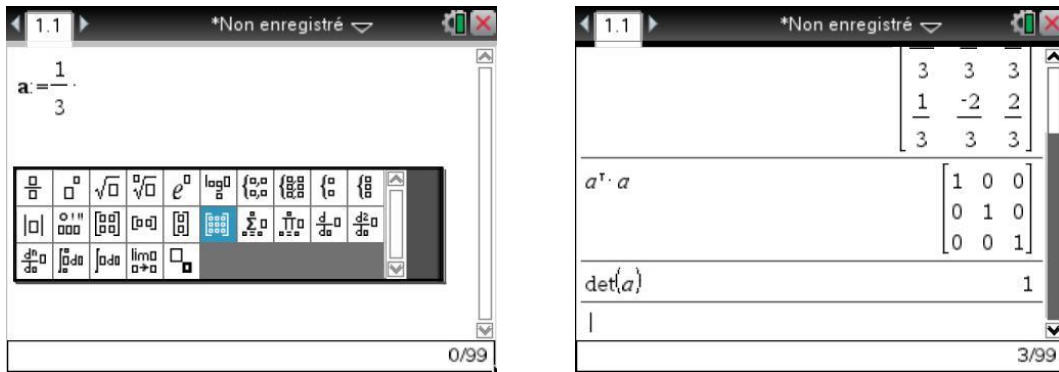 1.1 *Non enregistré
a:=1/3·
0/99
1.1 *Non enregistré
3 3 3
1/3 -2/3 2/3
aᵀ·a
1 0 0
0 1 0
0 0 1
det(a) 1
3/99